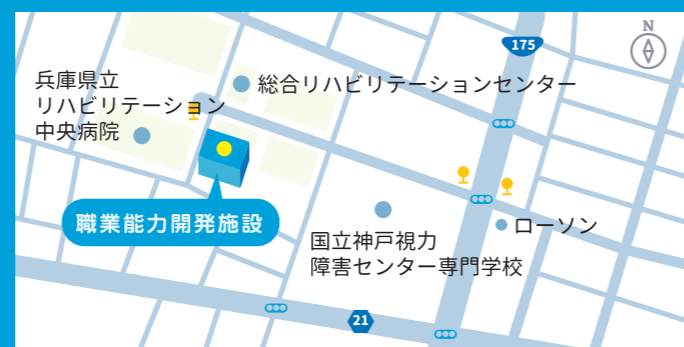 N
175
兵庫県立
リハビリテーション
中央病院
総合リハビリテーションセンター
職業能力開発施設
ローソン
国立神戸視力
障害センター専門学校
21